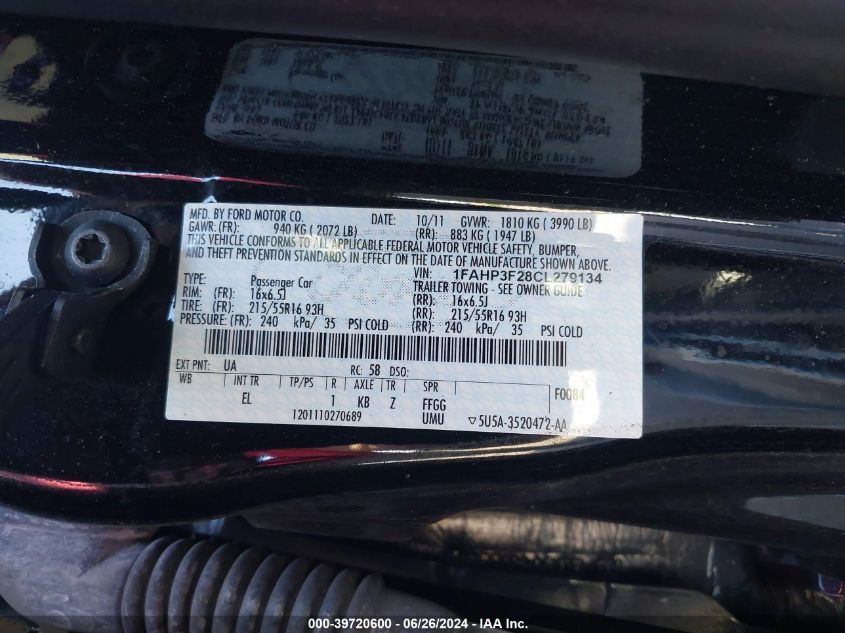 MFD. BY FORD MOTOR CO. DATE: 10/11 GVWR: 1810 KG ( 3990 LB)
GAWR: (FR): 940 KG ( 2072 LB) (RR): 883 KG ( 1947 LB)
THIS VEHICLE CONFORMS TO ALL APPLICABLE FEDERAL MOTOR VEHICLE SAFETY, BUMPER,
AND THEFT PREVENTION STANDARDS IN EFFECT ON THE DATE OF MANUFACTURE SHOWN ABOVE.
VIN: 1FAHP3F28CL279134
TYPE: Passenger Car TRAILER TOWING - SEE OWNER GUIDE
RIM: (FR): 16x6.5J (RR): 16x6.5J
TIRE: (FR): 215/55R16 93H (RR): 215/55R16 93H
PRESSURE: (FR): 240 kPa/ 35 PSI COLD (RR): 240 kPa/ 35 PSI COLD
EXT PNT: UA RC: 58 DSO: F0084
WB INT TR TP/PS R AXLE TR SPR
EL 1 KB Z FFGG
1201110270689 UMU ▽5U5A-3520472-AA
000-39720600 - 06/26/2024 - IAA Inc.